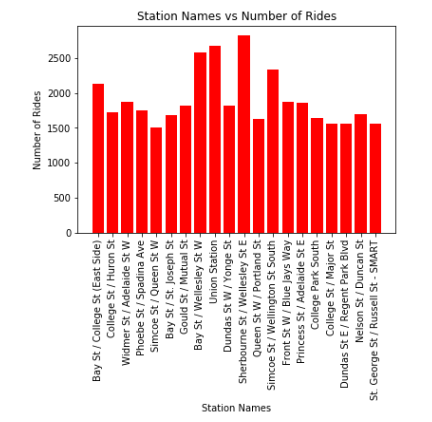 Station Names vs Number of Rides
Number of Rides
2500
2000
1500
1000
500
0
Bay St / College St (East Side)
College St / Huron St
Widmer St / Adelaide St W
Phoebe St / Spadina Ave
Simcoe St / Queen St W
Bay St / St. Joseph St
Gould St / Mutual St
Bay St / Wellesley St W
Union Station
Dundas St W / Yonge St
Sherbourne St / Wellesley St E
Queen St W / Portland St
Simcoe St / Wellington St South
Front St W / Blue Jays Way
Princess St / Adelaide St E
College Park South
College St / Major St
Dundas St E / Regent Park Blvd
Nelson St / Duncan St
St. George St / Russell St - SMART
Station Names